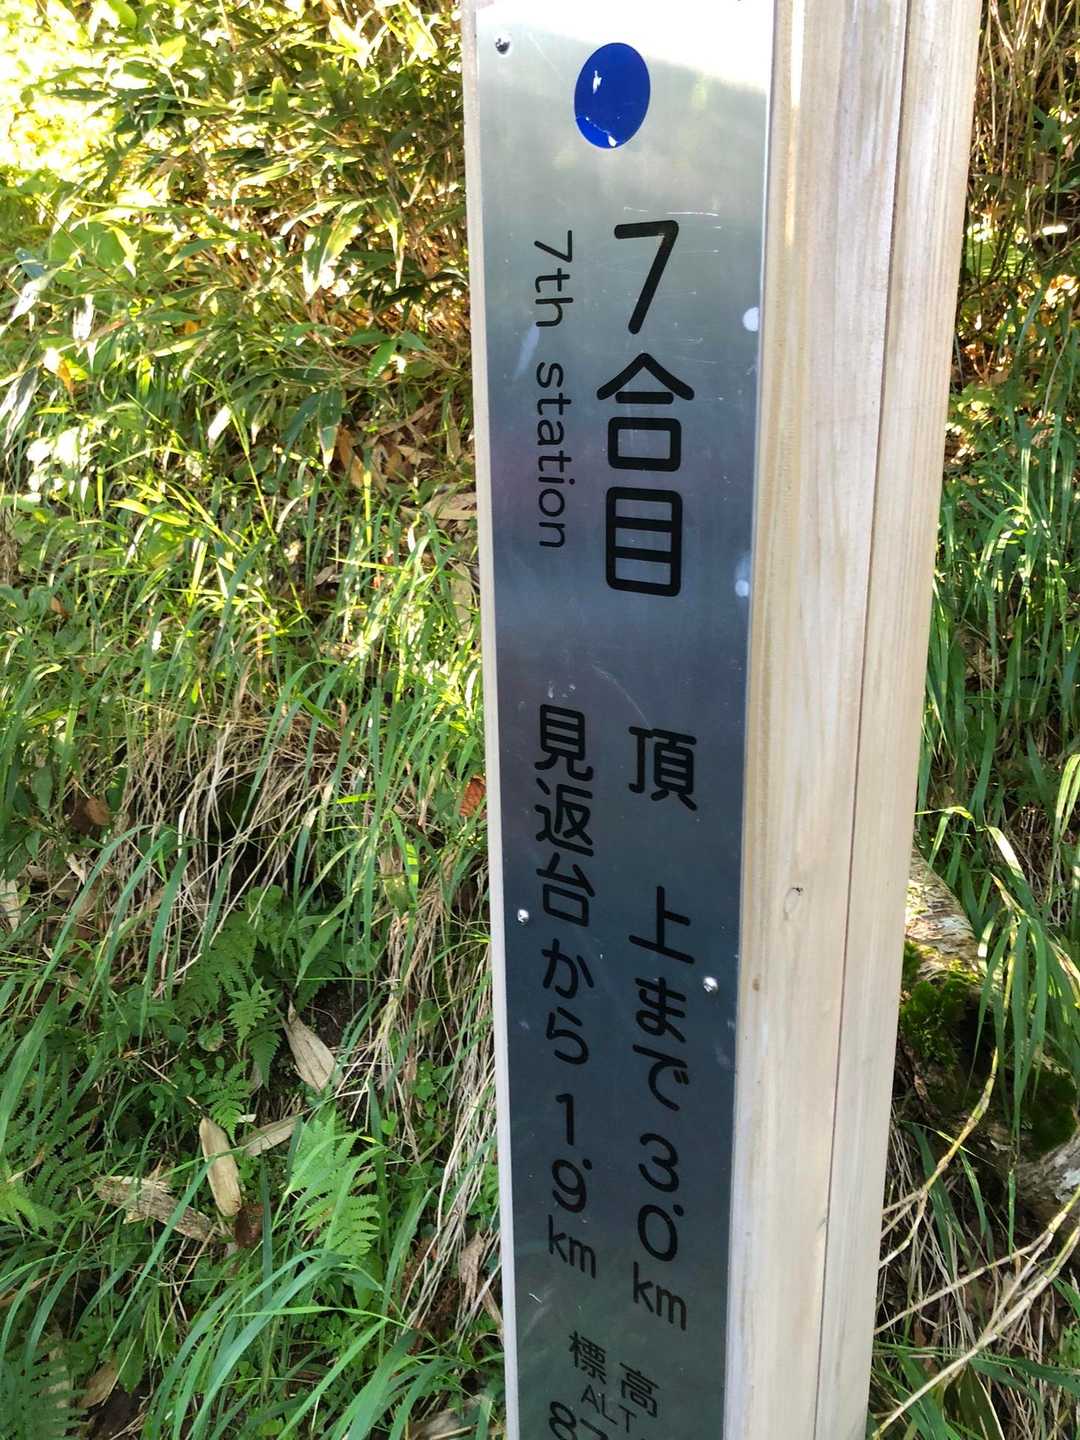 7合目
7th station
頂上まで3.0km
見返台から1.9km
標高
ALT